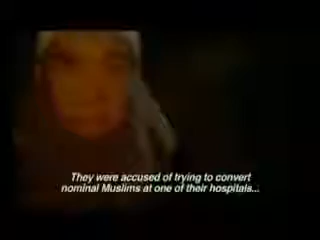 They were accused of trying to convert
nominal Muslims at one of their hospitals...